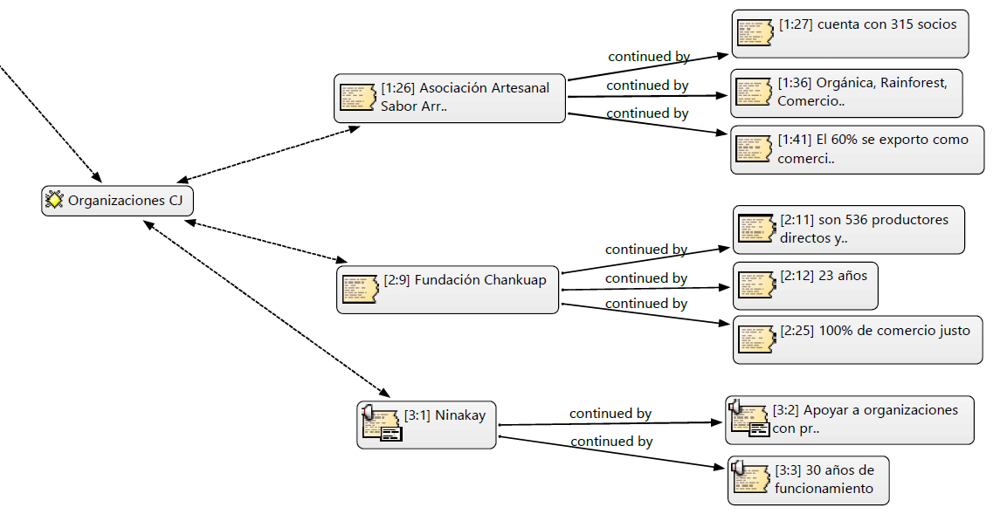 [1:27] cuenta con 315 socios
continued by
[1:26] Asociación Artesanal
Sabor Arr..
continued by
[1:36] Orgánica, Rainforest,
Comercio..
continued by
[1:41] El 60% se exporto como
comerci..
Organizaciones CJ
[2:11] son 536 productores
directos y..
continued by
[2:9] Fundación Chankuap
continued by
[2:12] 23 años
continued by
[2:25] 100% de comercio justo
[3:1] Ninakay
continued by
[3:2] Apoyar a organizaciones
con pr..
continued by
[3:3] 30 años de
funcionamiento